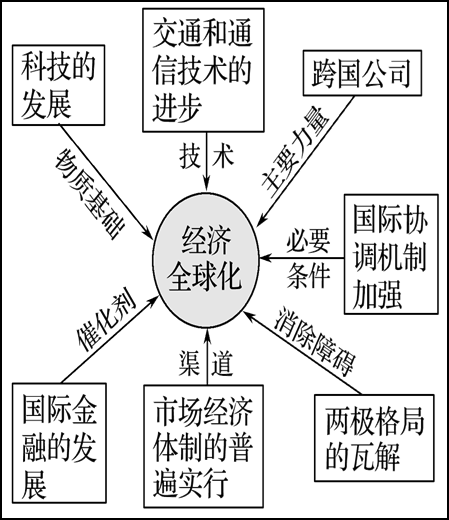 科技的
发展
交通和通
信技术的
进步
跨国公司
物质基础
技术
主要力量
经济
全球化
必要
条件
国际协
调机制
加强
催化剂
渠道
消除障碍
国际金
融的发
展
市场经济
体制的普
遍实行
两极格局
的瓦解